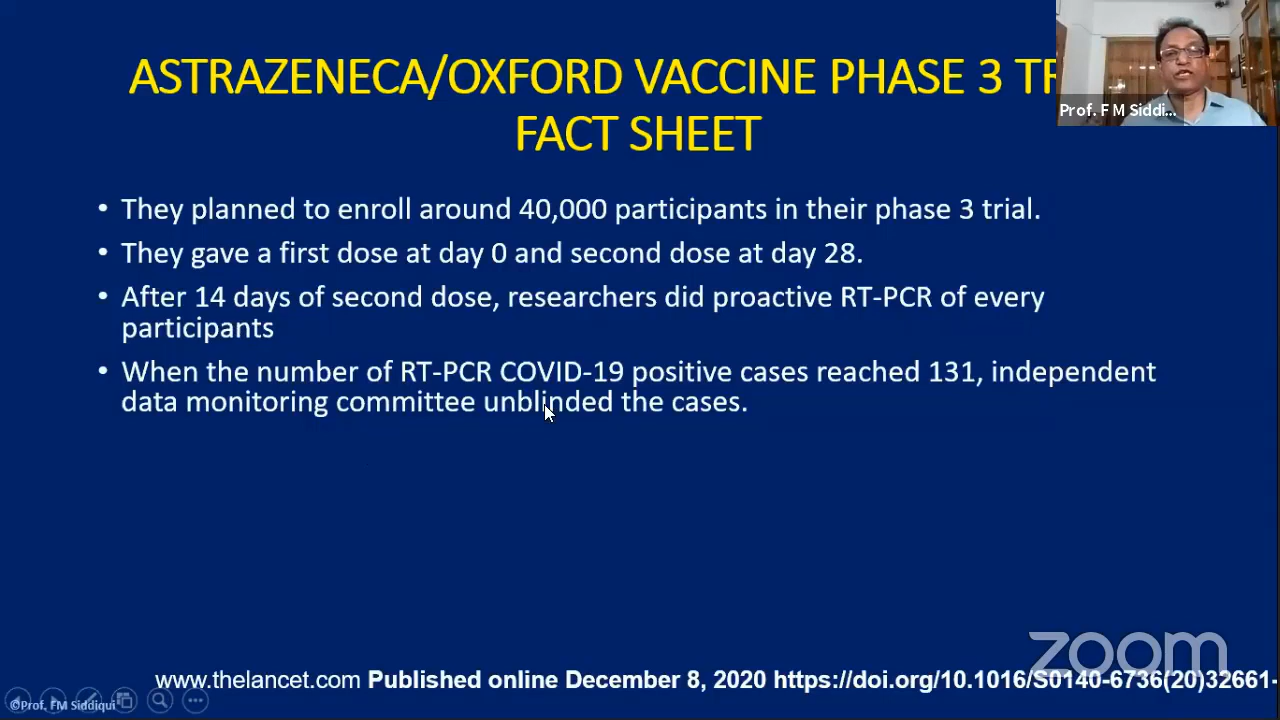 ASTRAZENECA/OXFORD VACCINE PHASE 3 TR
FACT SHEET
Prof. F M Siddi...
• They planned to enroll around 40,000 participants in their phase 3 trial.
• They gave a first dose at day 0 and second dose at day 28.
• After 14 days of second dose, researchers did proactive RT-PCR of every
participants
• When the number of RT-PCR COVID-19 positive cases reached 131, independent
data monitoring committee unblinded the cases.
zoom
www.thelancet.com Published online December 8, 2020 https://doi.org/10.1016/S0140-6736(20)32661-
©Prof. FM Siddiqui